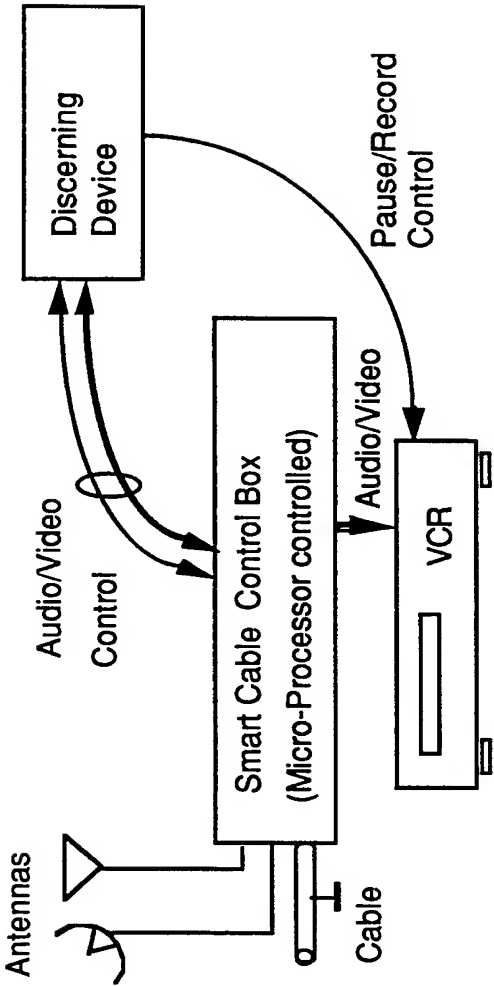 Antennas
Audio/Video
Control
Discerning
Device
Smart Cable Control Box
(Micro-Processor controlled)
Cable
Audio/Video
Pause/Record
Control
VCR